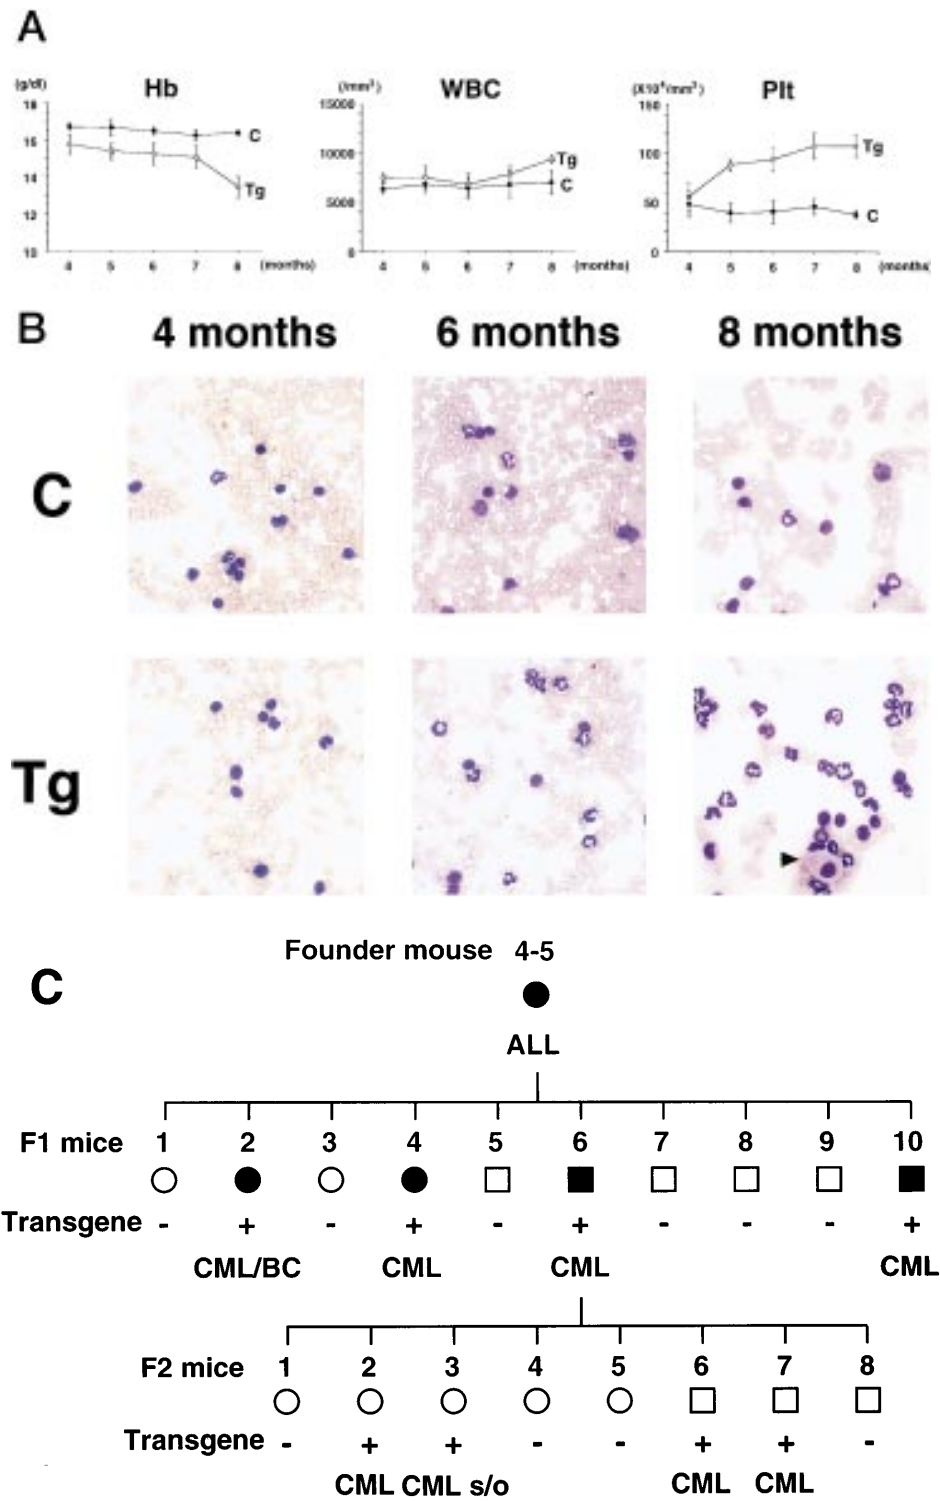 A
Hb
(g/dl)
18
16
14
12
10
C
Tg
4 5 6 7 8 (months)
WBC
(/mm³)
15000
10000
5000
0
Tg
C
4 5 6 7 8 (months)
Plt
(X10⁴/mm³)
150
100
50
0
Tg
C
4 5 6 7 8 (months)
B
4 months 6 months 8 months
C
Tg
C
Founder mouse 4-5
ALL
F1 mice 1 2 3 4 5 6 7 8 9 10
Transgene - + - + - + - - - +
CML/BC CML CML CML
F2 mice 1 2 3 4 5 6 7 8
Transgene - + + - - + + -
CML CML s/o CML CML